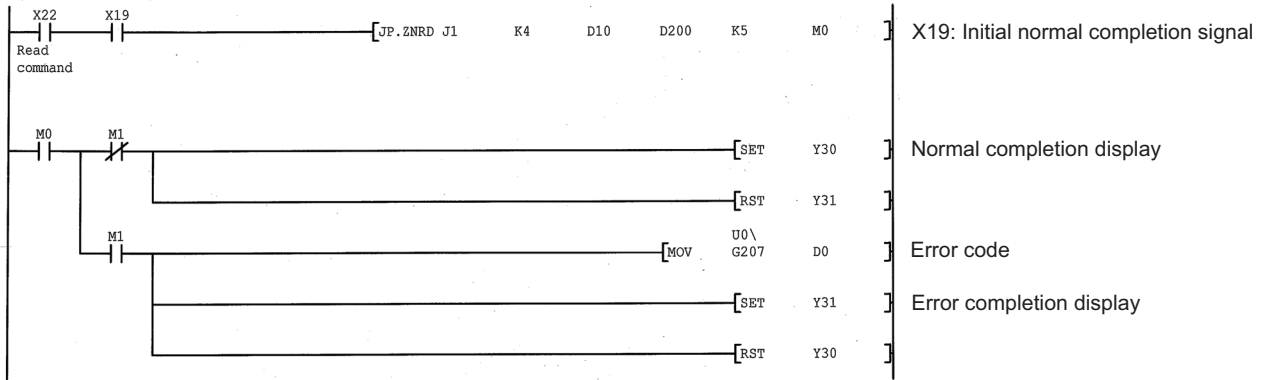 X22 X19
[JP.ZNRD J1 K4 D10 D200 K5 M0 ] X19: Initial normal completion signal
Read
command
M0 M1
[SET Y30 ] Normal completion display
[RST Y31 ]
M1 U0\
[MOV G207 D0 ] Error code
[SET Y31 ] Error completion display
[RST Y30 ]